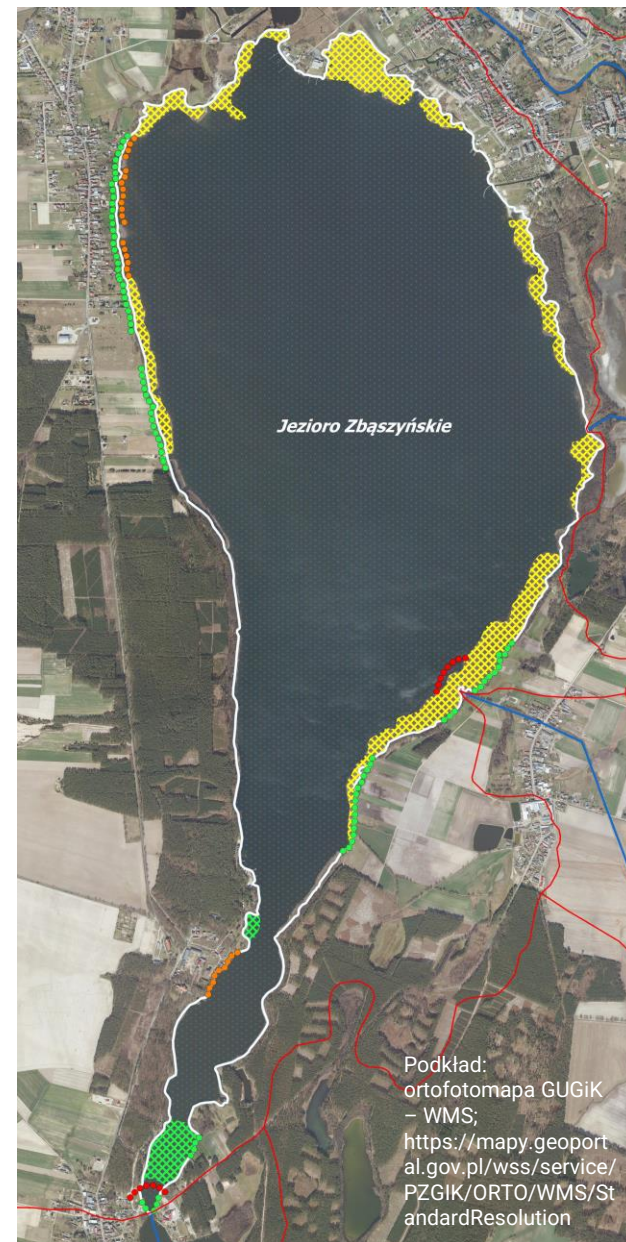 Jezioro Zbąszyńskie
Podkład:
ortofotomapa GUGiK
– WMS;
https://mapy.geoport
al.gov.pl/wss/service/
PZGIK/ORTO/WMS/St
andardResolution